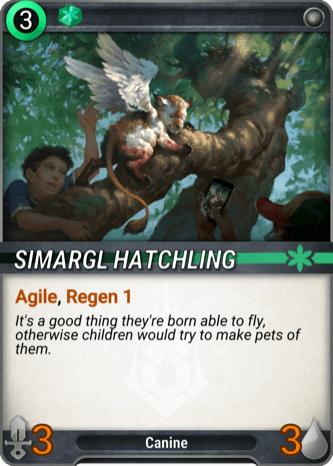 3
SIMARGL HATCHLING
Agile, Regen 1
It's a good thing they're born able to fly,
otherwise children would try to make pets of
them.
3
Canine
3